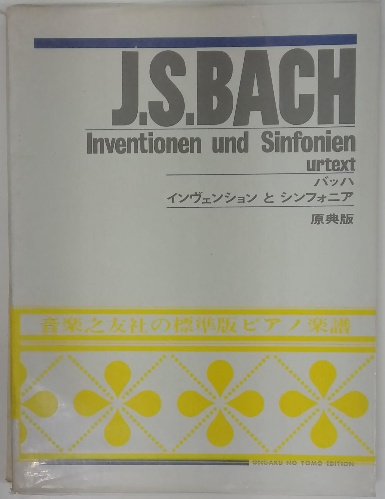 J.S.BACH
Inventionen und Sinfonien
urtext
バッハ
インヴェンション と シンフォニア
原典版
音楽之友社の標準版ピアノ楽譜
ONGAKU NO TOMO EDITION